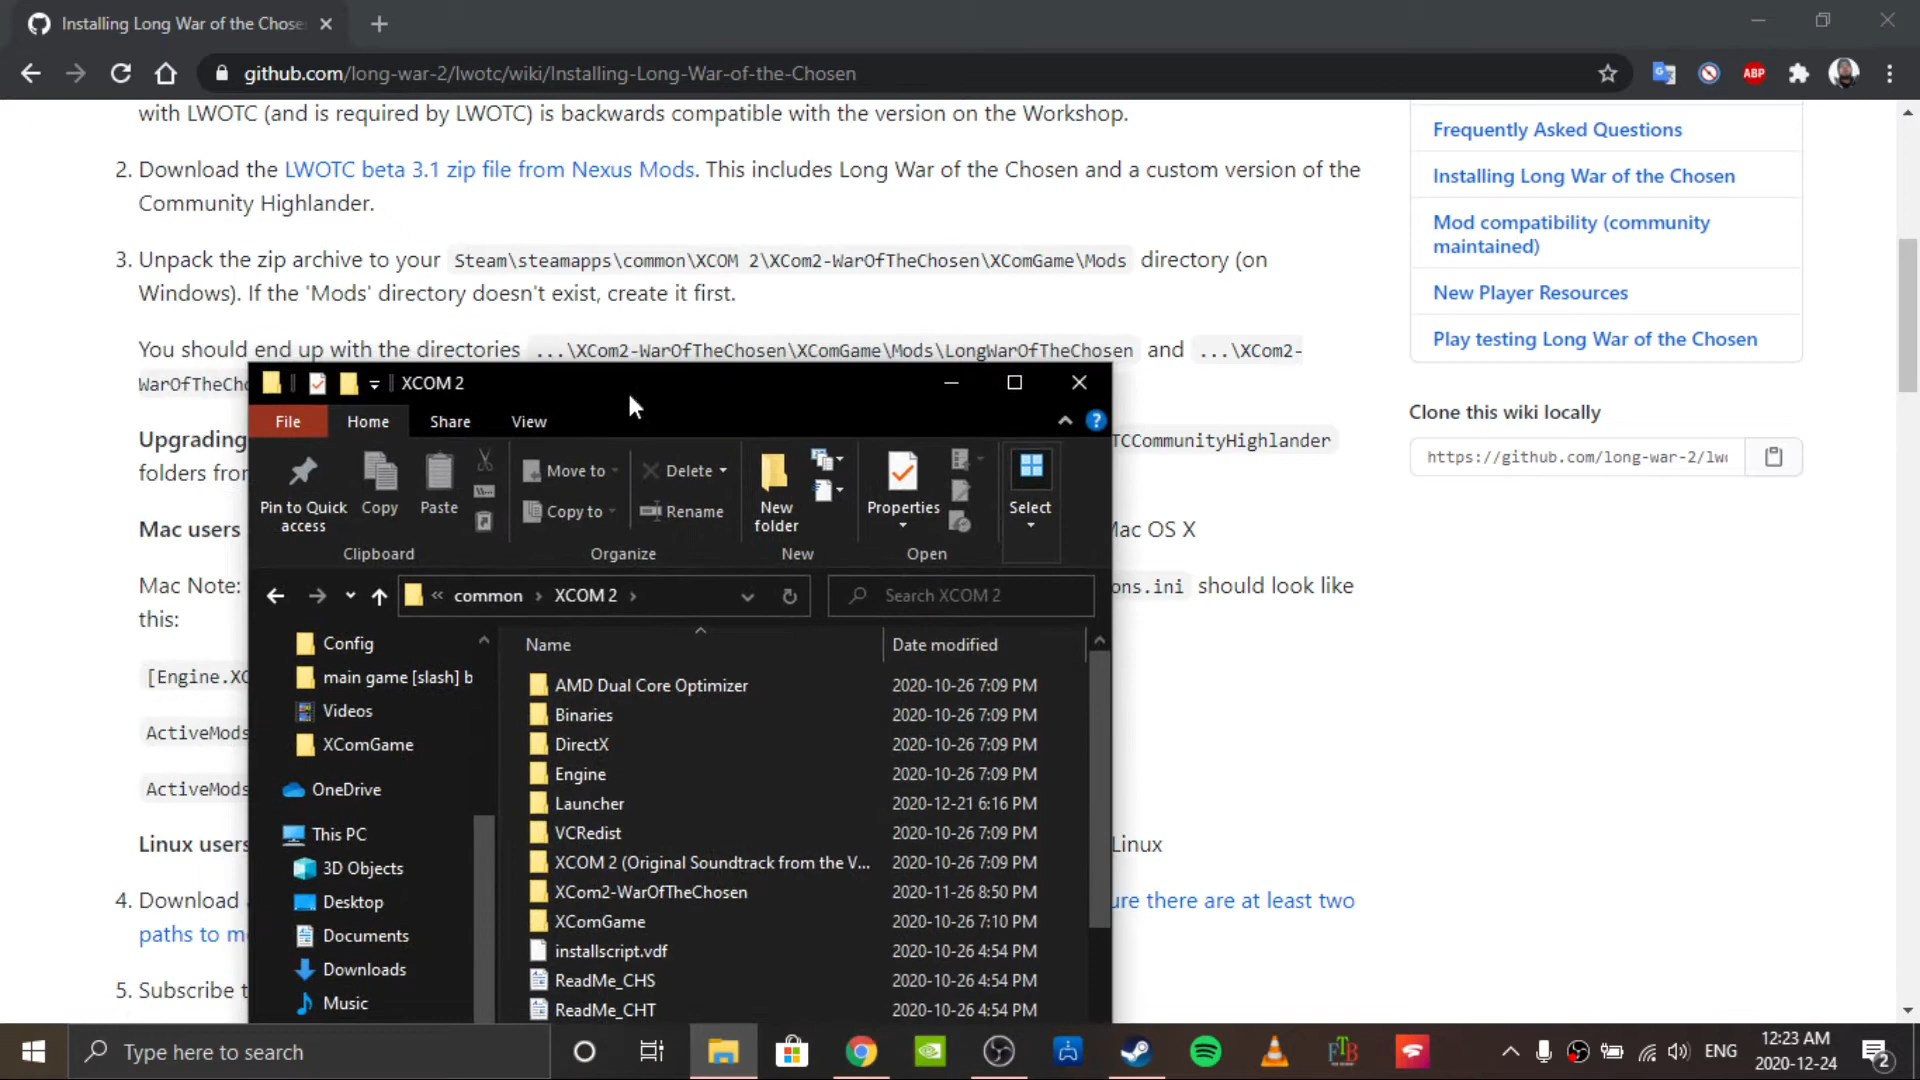 Installing Long War of the Chose
github.com/long-war-2/lwotc/wiki/Installing-Long-War-of-the-Chosen
ABP
with LWOTC (and is required by LWOTC) is backwards compatible with the version on the Workshop.
2. Download the LWOTC beta 3.1 zip file from Nexus Mods. This includes Long War of the Chosen and a custom version of the
Community Highlander.
3. Unpack the zip archive to your Steam\steamapps\common\XCOM 2\XCom2-WarOfTheChosen\XComGame\Mods directory (on
Windows). If the 'Mods' directory doesn't exist, create it first.
You should end up with the directories ...\XCom2-WarOfTheChosen\XComGame\Mods\LongWarOfTheChosen and ...\XCom2-
WarOfTheCho
Upgrading
TCCommunityHighlander
folders fror
Mac users
Mac OS X
Mac Note:
ons.ini should look like
this:
[Engine.XC
ActiveMods
ActiveMods
Linux users
Linux
4. Download
ure there are at least two
paths to m
5. Subscribe t
Frequently Asked Questions
Installing Long War of the Chosen
Mod compatibility (community
maintained)
New Player Resources
Play testing Long War of the Chosen
Clone this wiki locally
https://github.com/long-war-2/lwo
XCOM 2
File Home Share View
Pin to Quick
access
Copy
Paste
Clipboard
Move to
Copy to
Delete
Rename
Organize
New
folder
New
Properties
Open
Select
« common › XCOM 2 ›
Search XCOM 2
Config
main game [slash] b
Videos
XComGame
OneDrive
This PC
3D Objects
Desktop
Documents
Downloads
Music
Name Date modified
AMD Dual Core Optimizer 2020-10-26 7:09 PM
Binaries 2020-10-26 7:09 PM
DirectX 2020-10-26 7:09 PM
Engine 2020-10-26 7:09 PM
Launcher 2020-12-21 6:16 PM
VCRedist 2020-10-26 7:09 PM
XCOM 2 (Original Soundtrack from the V... 2020-10-26 7:09 PM
XCom2-WarOfTheChosen 2020-11-26 8:50 PM
XComGame 2020-10-26 7:10 PM
installscript.vdf 2020-10-26 4:54 PM
ReadMe_CHS 2020-10-26 4:54 PM
ReadMe_CHT 2020-10-26 4:54 PM
Type here to search
FTB
ENG
12:23 AM
2020-12-24
2